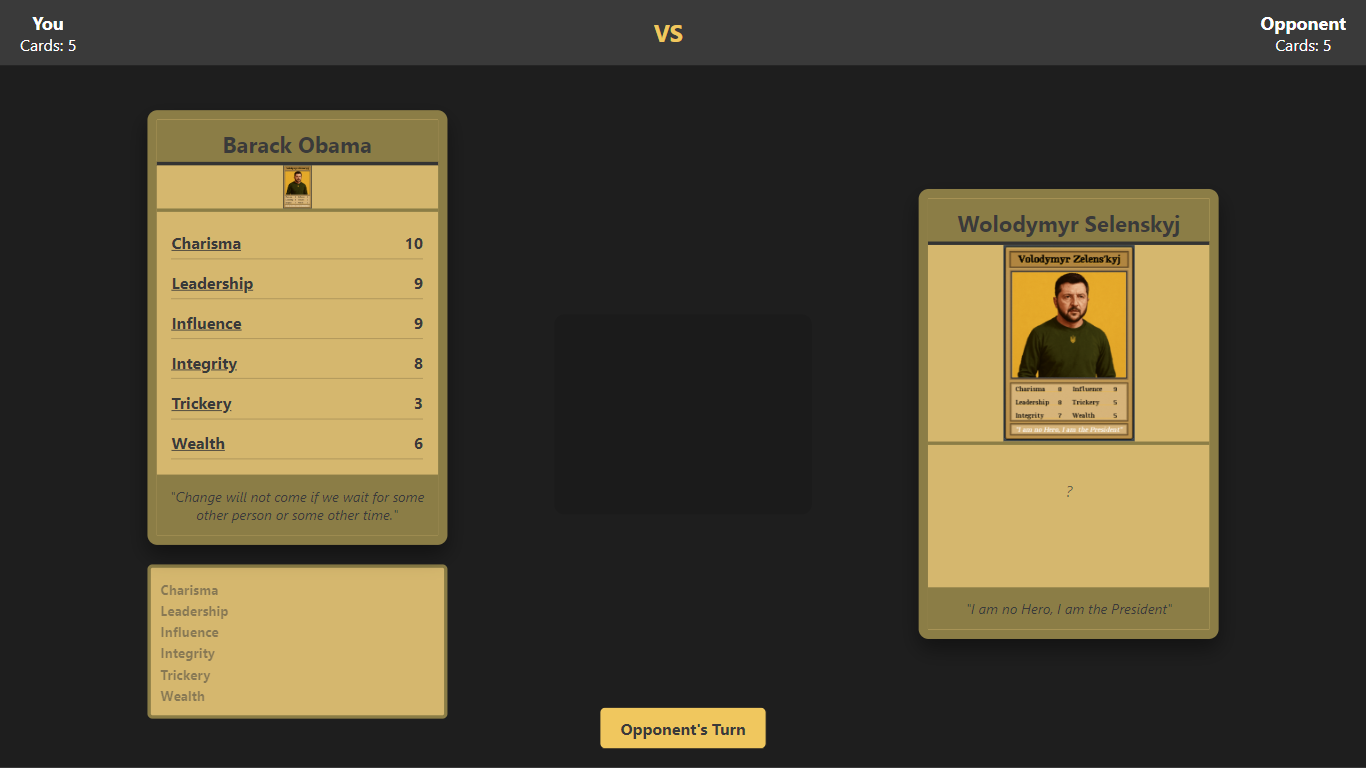 You
Cards: 5
VS
Opponent
Cards: 5
Barack Obama
Charisma 10
Leadership 9
Influence 9
Integrity 8
Trickery 3
Wealth 6
"Change will not come if we wait for some
other person or some other time."
Charisma
Leadership
Influence
Integrity
Trickery
Wealth
Wolodymyr Selenskyj
Volodymyr Zelens'kyj
Charisma 8 Influence 9
Leadership 8 Trickery 5
Integrity 7 Wealth 5
"I am no Hero, I am the President"
?
"I am no Hero, I am the President"
Opponent's Turn